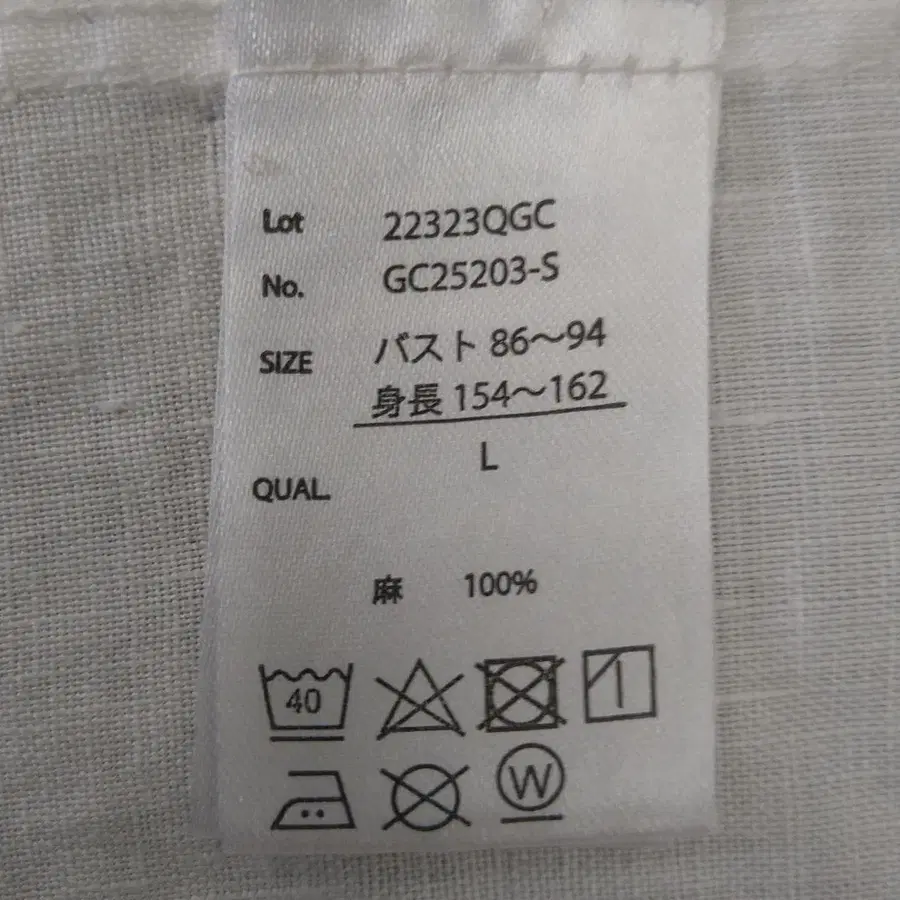 Lot 22323QGC
No. GC25203-S
SIZE バスト 86〜94
身長 154〜162
L
QUAL.
麻 100%
40
W